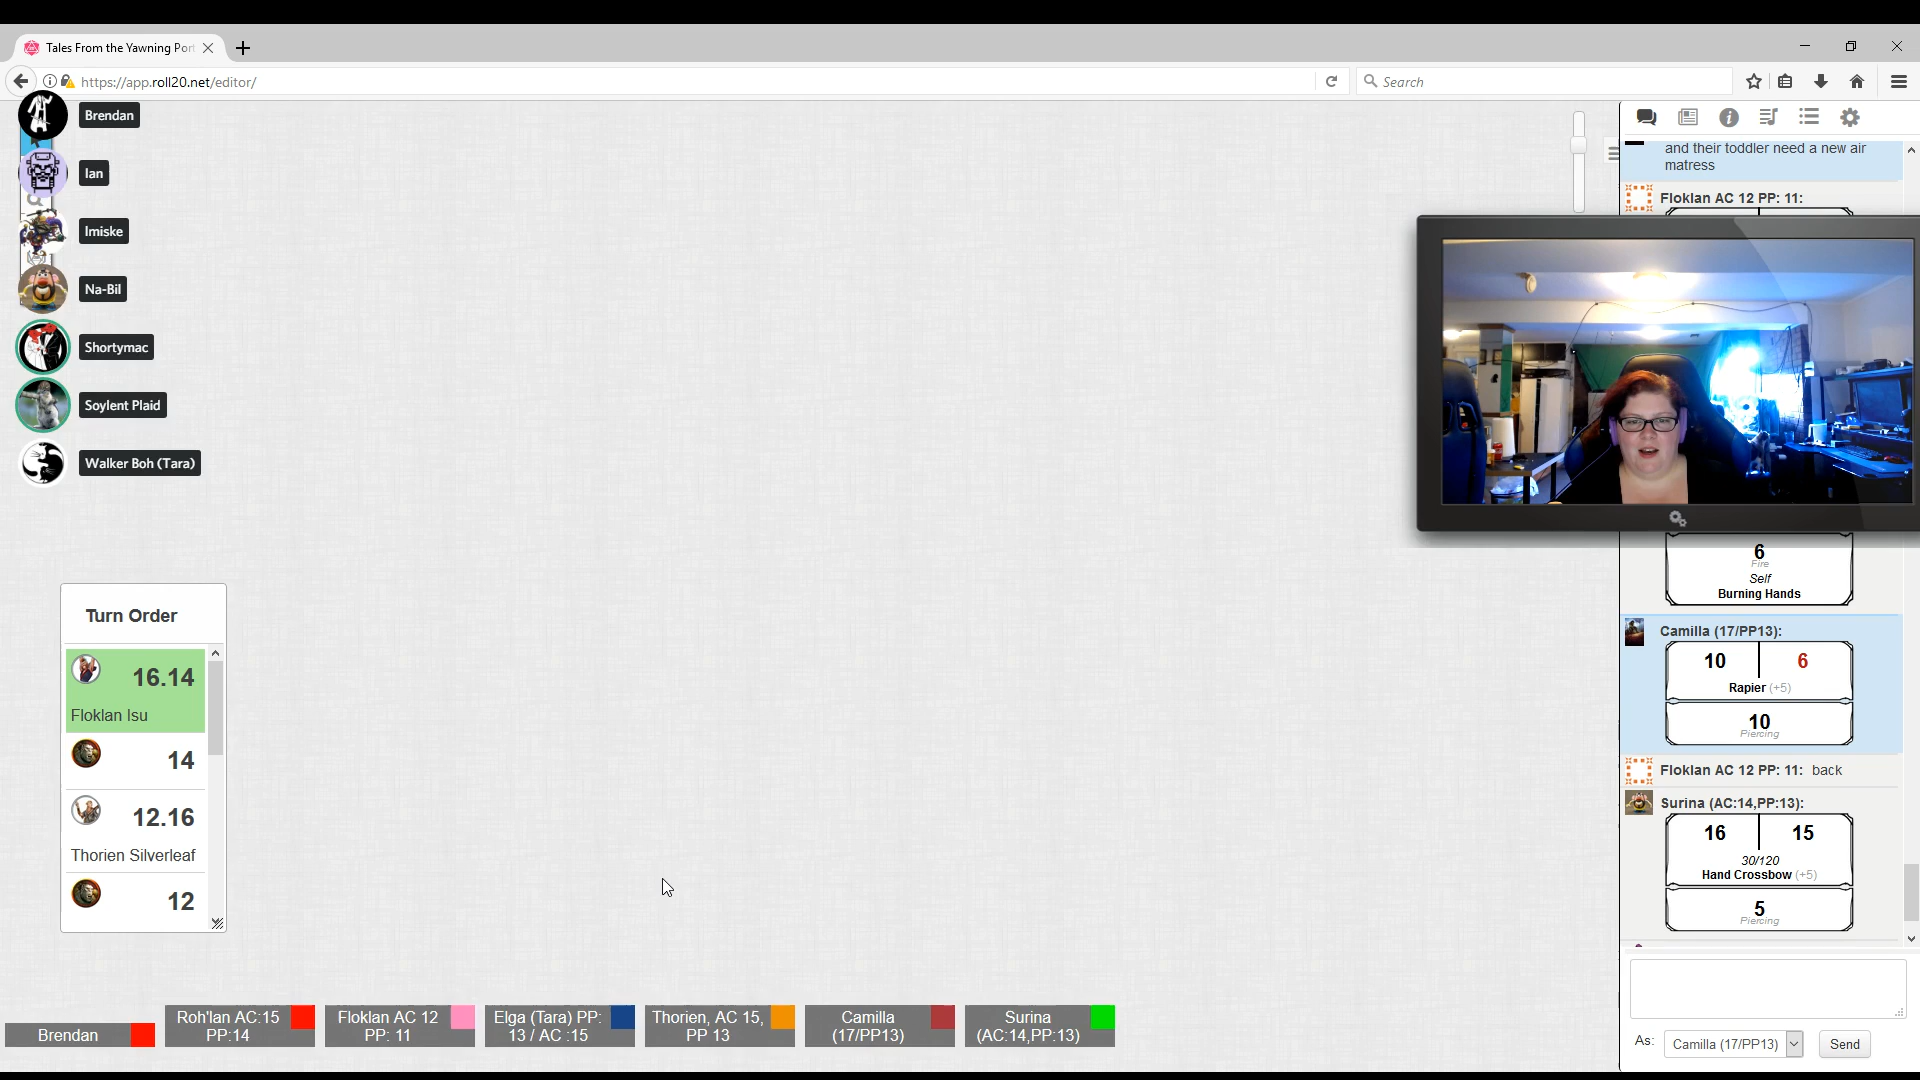 Tales From the Yawning Port
https://app.roll20.net/editor/
Search
Brendan
Ian
Imiske
Na-Bil
Shortymac
Soylent Plaid
Walker Boh (Tara)
Turn Order
16.14
Floklan Isu
14
12.16
Thorien Silverleaf
12
and their toddler need a new air
matress
Floklan AC 12 PP: 11:
6
Fire
Self
Burning Hands
Camilla (17/PP13):
10 6
Rapier (+5)
10
Piercing
Floklan AC 12 PP: 11: back
Surina (AC:14,PP:13):
16 15
30/120
Hand Crossbow (+5)
5
Piercing
As: Camilla (17/PP13) Send
Brendan
Roh'lan AC:15
PP:14
Floklan AC 12
PP: 11
Elga (Tara) PP:
13 / AC :15
Thorien, AC 15,
PP 13
Camilla
(17/PP13)
Surina
(AC:14,PP:13)